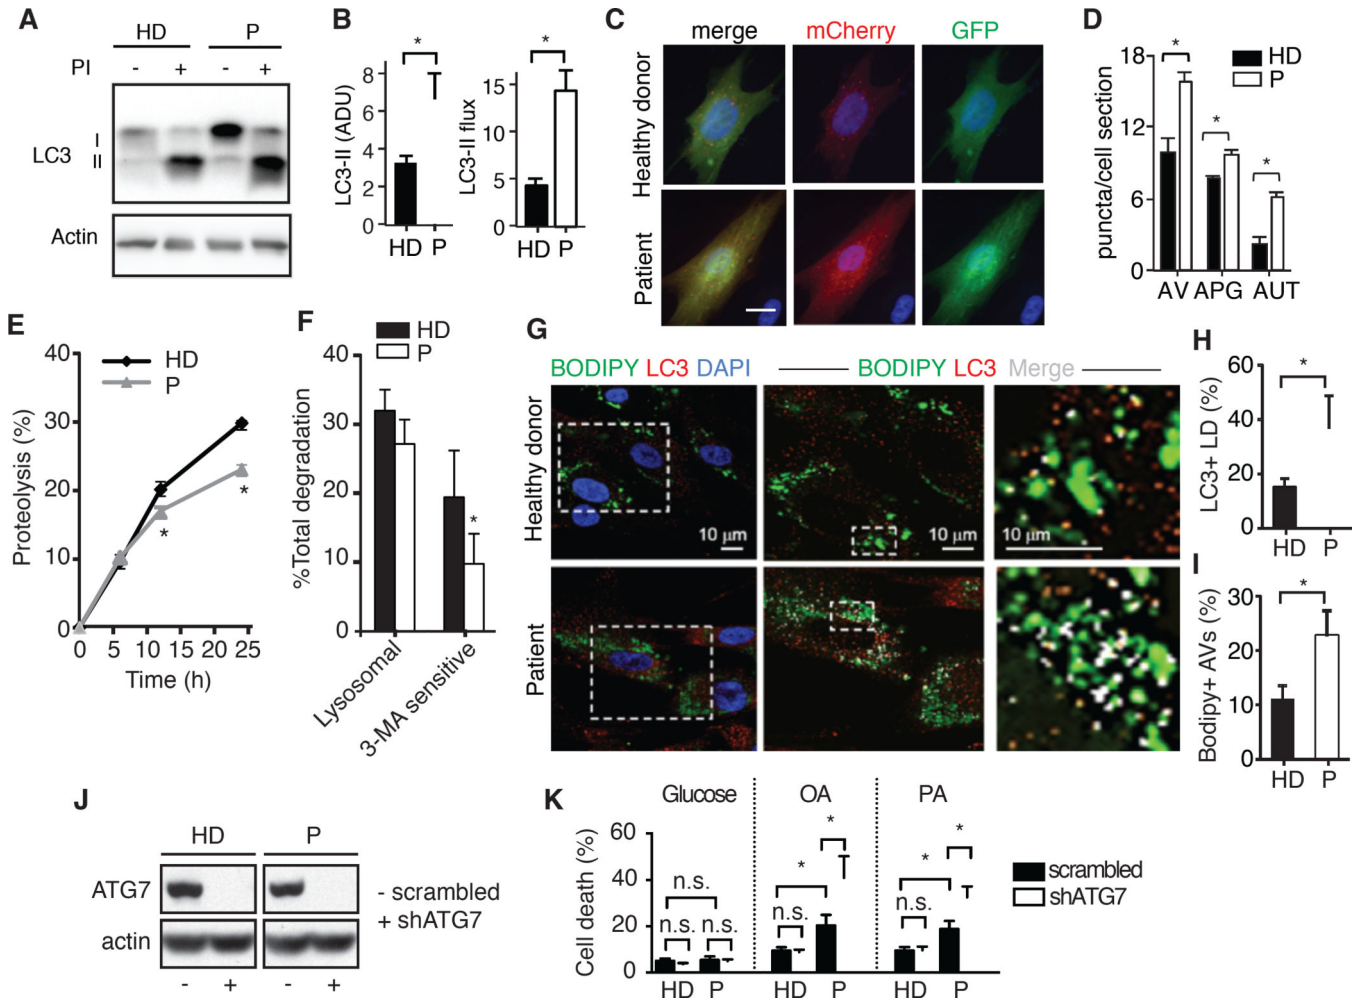 A
HD P
PI - + - +
LC3 I
II
Actin
B
LC3-II (ADU)
8
6
4
2
0
HD P
*
LC3-II flux
15
10
5
0
HD P
*
C
merge mCherry GFP
Healthy donor
Patient
D
HD
P
puncta/cell section
18
12
6
0
* * *
AV APG AUT
E
HD
P
Proteolysis (%)
40
30
20
10
0
* *
0 5 10 15 20 25
Time (h)
F
HD
P
%Total degradation
40
30
20
10
0
*
Lysosomal
3-MA sensitive
G
BODIPY LC3 DAPI BODIPY LC3 Merge
Healthy donor
10 µm 10 µm 10 µm
Patient
H
LC3+ LD (%)
60
40
20
0
*
HD P
I
Bodipy+ AVs (%)
30
20
10
0
*
HD P
J
HD P
ATG7
actin
- + - +
- scrambled
+ shATG7
K
Glucose OA PA
Cell death (%)
60
40
20
0
n.s.
n.s. n.s.
*
n.s. *
*
n.s. *
HD P HD P HD P
scrambled
shATG7